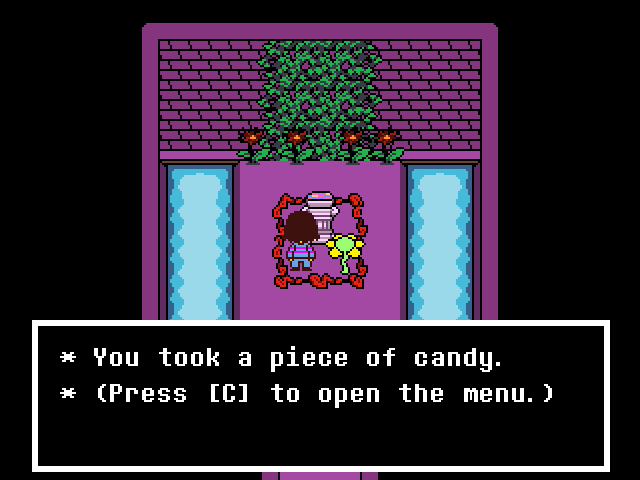 * You took a piece of candy.
* (Press [C] to open the menu.)